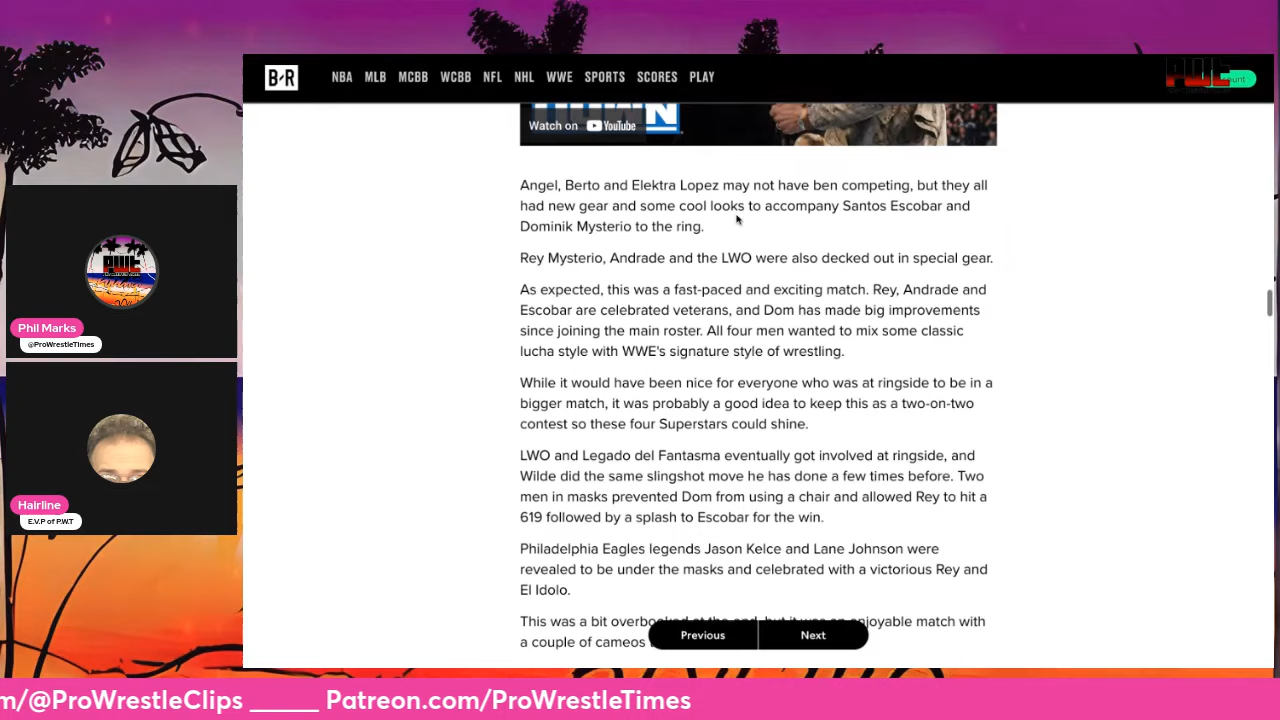 B/R NBA MLB MCBB WCBB NFL NHL WWE SPORTS SCORES PLAY
PWT
Watch on YouTube
Angel, Berto and Elektra Lopez may not have ben competing, but they all
had new gear and some cool looks to accompany Santos Escobar and
Dominik Mysterio to the ring.
Rey Mysterio, Andrade and the LWO were also decked out in special gear.
As expected, this was a fast-paced and exciting match. Rey, Andrade and
Escobar are celebrated veterans, and Dom has made big improvements
since joining the main roster. All four men wanted to mix some classic
lucha style with WWE's signature style of wrestling.
While it would have been nice for everyone who was at ringside to be in a
bigger match, it was probably a good idea to keep this as a two-on-two
contest so these four Superstars could shine.
LWO and Legado del Fantasma eventually got involved at ringside, and
Wilde did the same slingshot move he has done a few times before. Two
men in masks prevented Dom from using a chair and allowed Rey to hit a
619 followed by a splash to Escobar for the win.
Philadelphia Eagles legends Jason Kelce and Lane Johnson were
revealed to be under the masks and celebrated with a victorious Rey and
El Idolo.
This was a bit match with
a couple of cameos
Previous Next
PWT
Phil Marks
@ProWrestleTimes
Hairline
E.V.P of P.W.T
m/@ProWrestleClips ______ Patreon.com/ProWrestleTimes